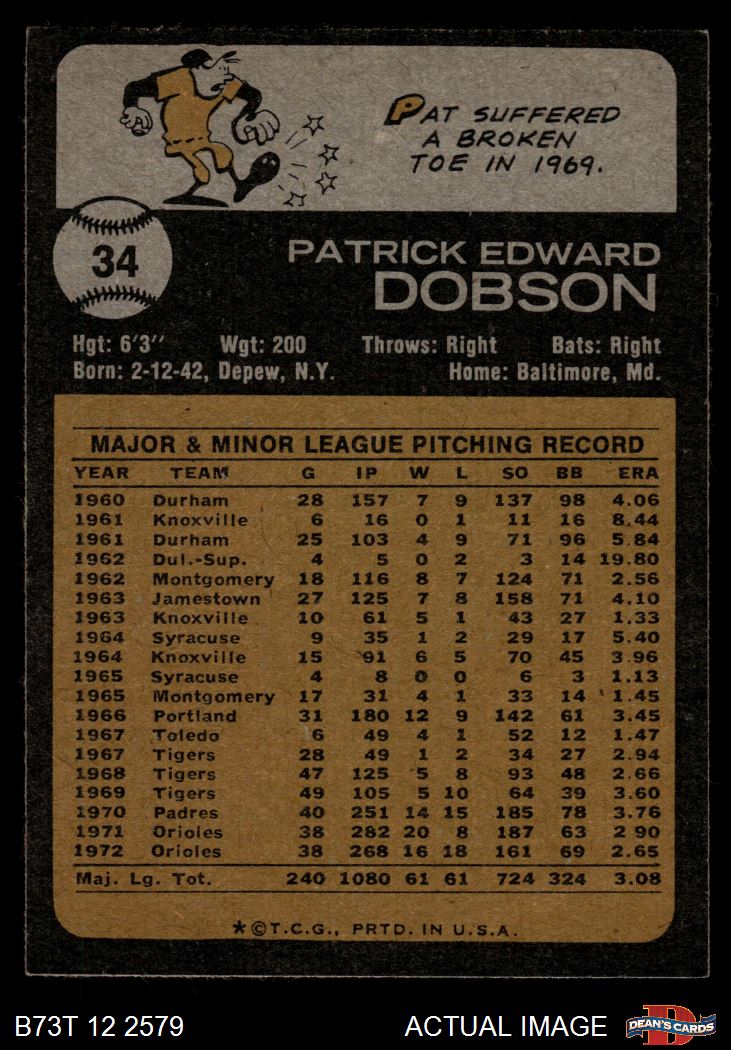 PAT SUFFERED
A BROKEN
TOE IN 1969.
34
PATRICK EDWARD
DOBSON
Hgt: 6'3" Wgt: 200 Throws: Right Bats: Right
Born: 2-12-42, Depew, N.Y. Home: Baltimore, Md.
MAJOR & MINOR LEAGUE PITCHING RECORD
YEAR TEAM G IP W L SO BB ERA
1960 Durham 28 157 7 9 137 98 4.06
1961 Knoxville 6 16 0 1 11 16 8.44
1961 Durham 25 103 4 9 71 96 5.84
1962 Dul.-Sup. 4 5 0 2 3 14 19.80
1962 Montgomery 18 116 8 7 124 71 2.56
1963 Jamestown 27 125 7 8 158 71 4.10
1963 Knoxville 10 61 5 1 43 27 1.33
1964 Syracuse 9 35 1 2 29 17 5.40
1964 Knoxville 15 91 6 5 70 45 3.96
1965 Syracuse 4 8 0 0 6 3 1.13
1965 Montgomery 17 31 4 1 33 14 1.45
1966 Portland 31 180 12 9 142 61 3.45
1967 Toledo 6 49 4 1 52 12 1.47
1967 Tigers 28 49 1 2 34 27 2.94
1968 Tigers 47 125 5 8 93 48 2.66
1969 Tigers 49 105 5 10 64 39 3.60
1970 Padres 40 251 14 15 185 78 3.76
1971 Orioles 38 282 20 8 187 63 2 90
1972 Orioles 38 268 16 18 161 69 2.65
Maj. Lg. Tot. 240 1080 61 61 724 324 3.08
*©T.C.G., PRTD. IN U.S.A.
B73T 12 2579 ACTUAL IMAGE D DEAN'S CARDS